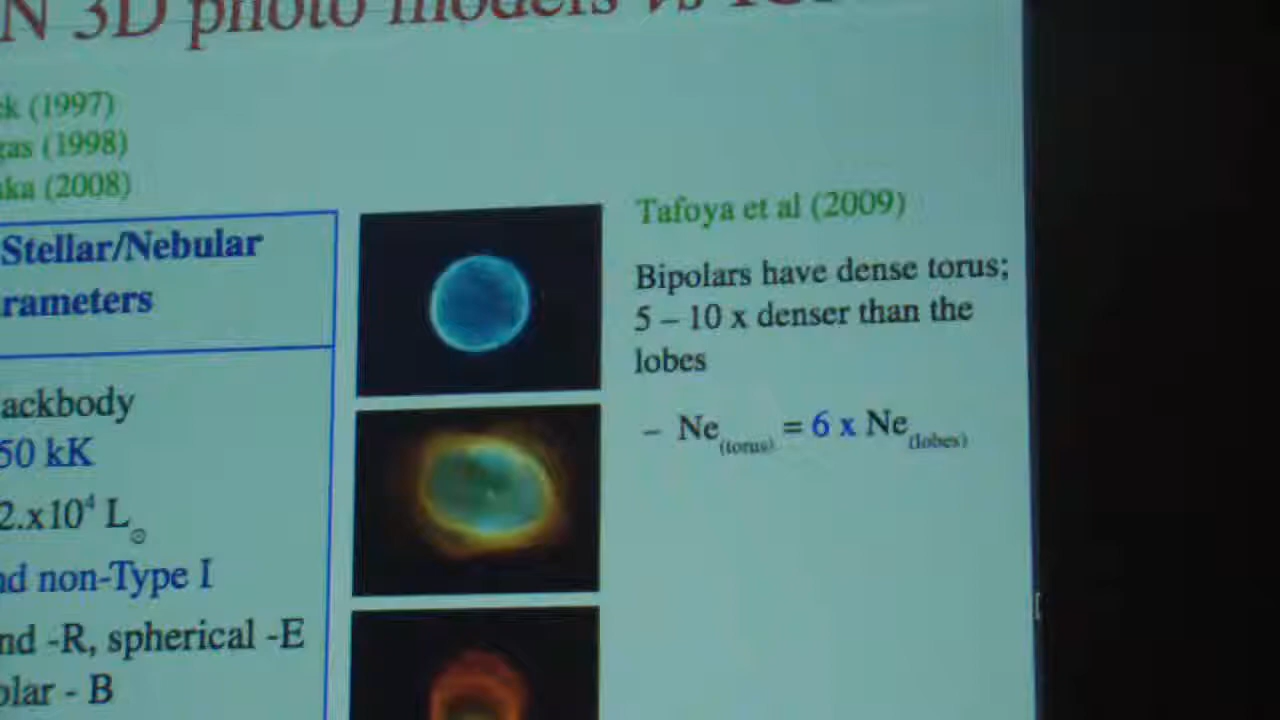 N 3D photo models vs
ek (1997)
gas (1998)
ka (2008)
Stellar/Nebular
rameters
ackbody
50 kK
2.x10⁴ L☉
nd non-Type I
nd -R, spherical -E
olar - B
Tafoya et al (2009)
Bipolars have dense torus;
5 – 10 x denser than the
lobes
– Ne(torus) = 6 x Ne(lobes)